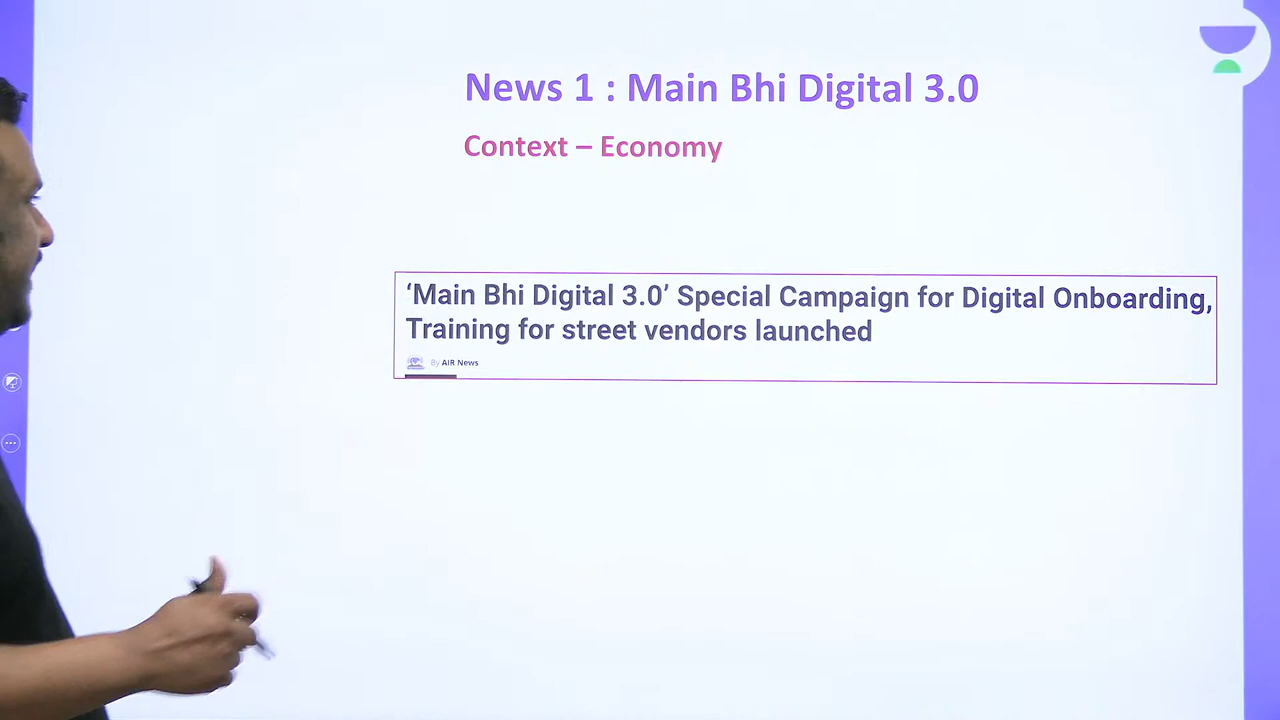 News 1 : Main Bhi Digital 3.0
Context – Economy
‘Main Bhi Digital 3.0’ Special Campaign for Digital Onboarding,
Training for street vendors launched
By AIR News